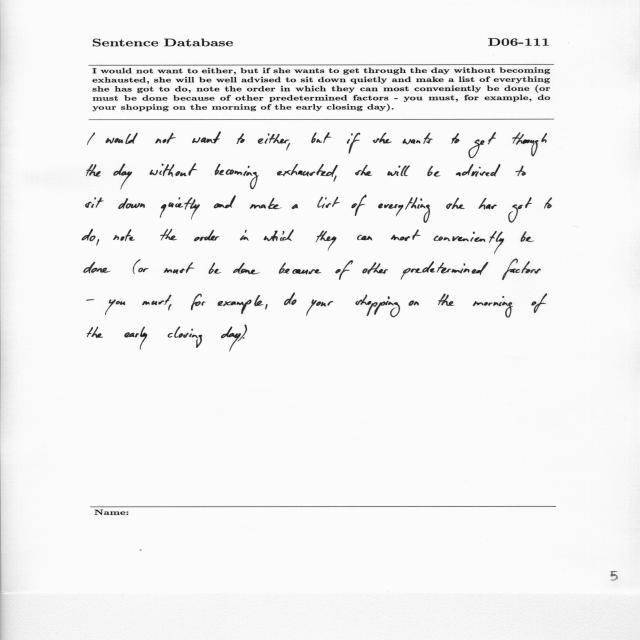 Sentence Database D06-111
I would not want to either, but if she wants to get through the day without becoming
exhausted, she will be well advised to sit down quietly and make a list of everything
she has got to do, note the order in which they can most conveniently be done (or
must be done because of other predetermined factors - you must, for example, do
your shopping on the morning of the early closing day).
I would not want to either, but if she wants to get through
the day without becoming exhausted, she will be advised to
sit down quietly and make a list of everything she has got to
do, note the order in which they can most conveniently be
done (or must be done because of other predetermined factors
- you must, for example, do your shopping on the morning of
the early closing day).
Name:
5